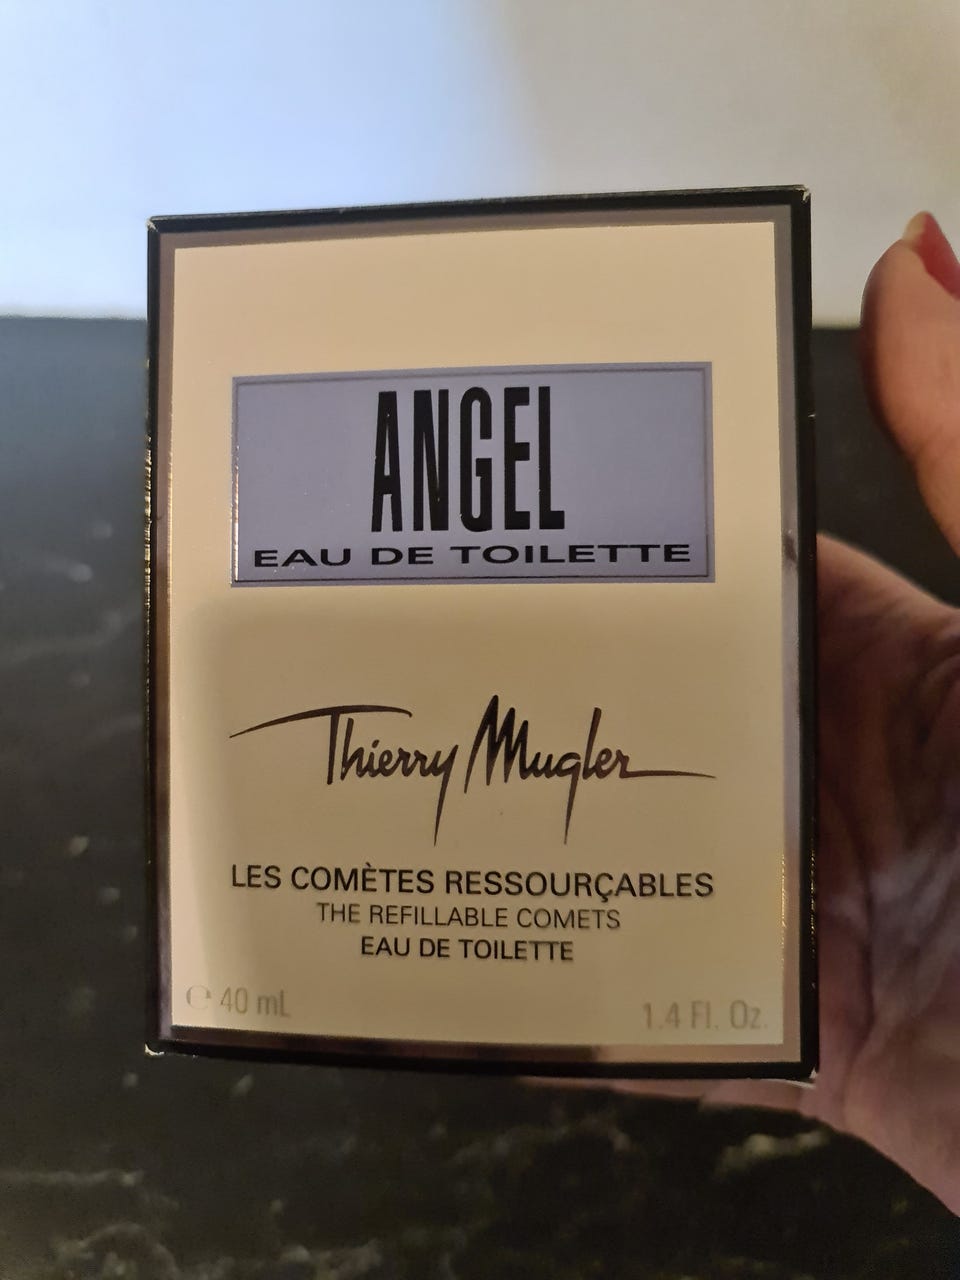 ANGEL
EAU DE TOILETTE
Thierry Mugler
LES COMÈTES RESSOURÇABLES
THE REFILLABLE COMETS
EAU DE TOILETTE
℮ 40 mL
1.4 Fl. Oz.